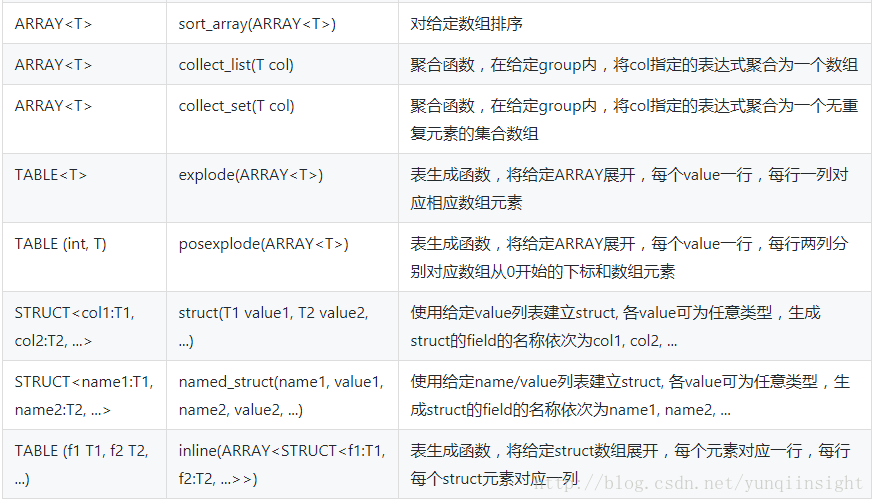 ARRAY<T>
sort_array(ARRAY<T>)
对给定数组排序
ARRAY<T>
collect_list(T col)
聚合函数，在给定group内，将col指定的表达式聚合为一个数组
ARRAY<T>
collect_set(T col)
聚合函数，在给定group内，将col指定的表达式聚合为一个无重
复元素的集合数组
TABLE<T>
explode(ARRAY<T>)
表生成函数，将给定ARRAY展开，每个value一行，每行一列对
应相应数组元素
TABLE (int, T)
posexplode(ARRAY<T>)
表生成函数，将给定ARRAY展开，每个value一行，每行两列分
别对应数组从0开始的下标和数组元素
STRUCT<col1:T1,
col2:T2, ...>
struct(T1 value1, T2 value2,
...)
使用给定value列表建立struct, 各value可为任意类型，生成
struct的field的名称依次为col1, col2, ...
STRUCT<name1:T1,
name2:T2, ...>
named_struct(name1, value1,
name2, value2, ...)
使用给定name/value列表建立struct, 各value可为任意类型，生
成struct的field的名称依次为name1, name2, ...
TABLE (f1 T1, f2 T2,
...)
inline(ARRAY<STRUCT<f1:T1,
f2:T2, ...>>)
表生成函数，将给定struct数组展开，每个元素对应一行，每行
每个struct元素对应一列
http://blog.csdn.net/yunqiinsight